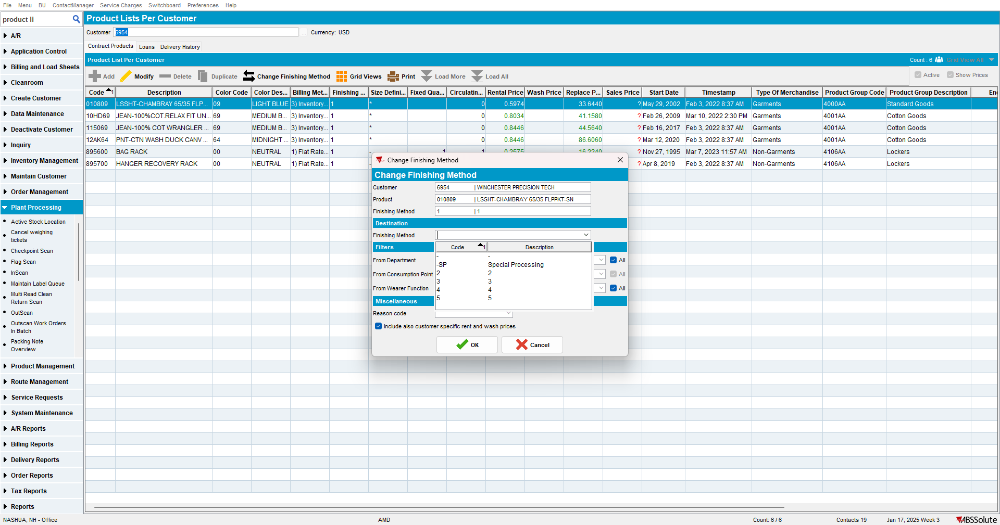 File Menu BU ContactManager Service Charges Switchboard Preferences Help
product li
Product Lists Per Customer
Customer 6954 ... Currency: USD
Contract Products Loans Delivery History
Product List Per Customer Count : 6 Grid View All
Add Modify Delete Duplicate Change Finishing Method Grid Views Print Load More Load All Active Show Prices
Code 1 Description Color Code Color Des... Billing Met... Finishing ... Size Defini... Fixed Qua... Circulatin... Rental Price Wash Price Replace P... Sales Price Start Date Timestamp Type Of Merchandise Product Group Code Product Group Description En
010809 LSSHT-CHAMBRAY 65/35 FLP... 09 LIGHT BLUE 3) Inventory... 1 * 0 0.5974 33.6440 ? May 29, 2002 Feb 3, 2022 8:37 AM Garments 4000AA Standard Goods
10HD69 JEAN-100%COT.RELAX FIT UN... 69 MEDIUM B... 3) Inventory... 1 * 0 0.8034 41.1580 ? Feb 26, 2009 Mar 10, 2022 2:30 PM Garments 4001AA Cotton Goods
115069 JEAN-100% COT WRANGLER ... 69 MEDIUM B... 3) Inventory... 1 * 0 0.8446 44.5640 ? Feb 16, 2017 Feb 3, 2022 8:37 AM Garments 4001AA Cotton Goods
12AK64 PNT-CTN WASH DUCK CANV ... 64 MIDNIGHT ... 3) Inventory... 1 * 0 0.8446 86.6060 ? Mar 12, 2020 Feb 3, 2022 8:37 AM Garments 4001AA Cotton Goods
895600 BAG RACK 00 NEUTRAL 1) Flat Rate... 1 - 1 1 0.2575 16.2240 ? Nov 27, 1995 Mar 7, 2023 11:57 AM Non-Garments 4106AA Lockers
895700 HANGER RECOVERY RACK 00 NEUTRAL 1) Flat Rate... 1 - ? Apr 8, 2019 Feb 3, 2022 8:37 AM Non-Garments 4106AA Lockers
A/R
Application Control
Billing and Load Sheets
Cleanroom
Create Customer
Data Maintenance
Deactivate Customer
Inquiry
Inventory Management
Maintain Customer
Order Management
Plant Processing
Active Stock Location
Cancel weighing
tickets
Checkpoint Scan
Flag Scan
InScan
Maintain Label Queue
Multi Read Clean
Return Scan
OutScan
Outscan Work Orders
In Batch
Packing Note
Overview
Product Management
Route Management
Service Requests
System Maintenance
A/R Reports
Billing Reports
Delivery Reports
Order Reports
Tax Reports
Reports
Change Finishing Method
Change Finishing Method
Customer 6954 | WINCHESTER PRECISION TECH
Product 010809 | LSSHT-CHAMBRAY 65/35 FLPPKT-SN
Finishing Method 1 | 1
Destination
Finishing Method
Filters
Code 1 Description
- -
-SP Special Processing
2 2
3 3
4 4
5 5
From Department All
From Consumption Point All
From Wearer Function All
Miscellaneous
Reason code
Include also customer specific rent and wash prices
OK Cancel
NASHUA, NH - Office AMD Count: 6 / 6 Contacts 19 Jan 17, 2025 Week 3 ABSSolute